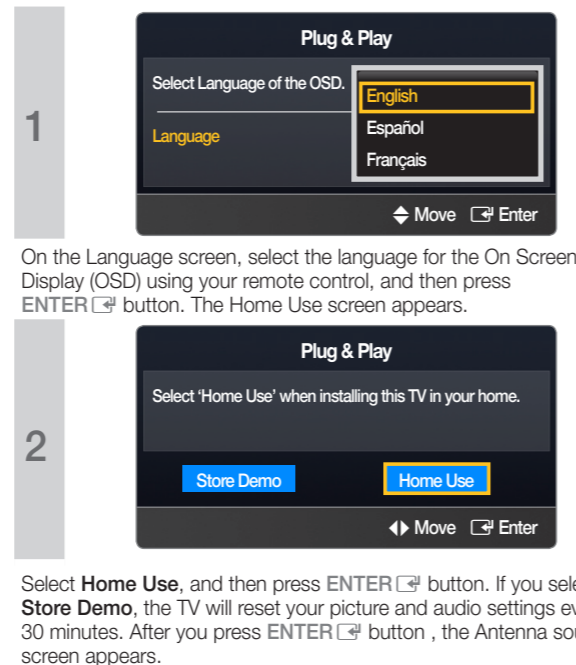 1
Plug & Play
Select Language of the OSD.
English
Language
Español
Français
Move Enter
On the Language screen, select the language for the On Screen
Display (OSD) using your remote control, and then press
ENTER button. The Home Use screen appears.
2
Plug & Play
Select ‘Home Use’ when installing this TV in your home.
Store Demo Home Use
Move Enter
Select Home Use, and then press ENTER button. If you
Store Demo, the TV will reset your picture and audio settings
30 minutes. After you press ENTER button , the Antenna
screen appears.